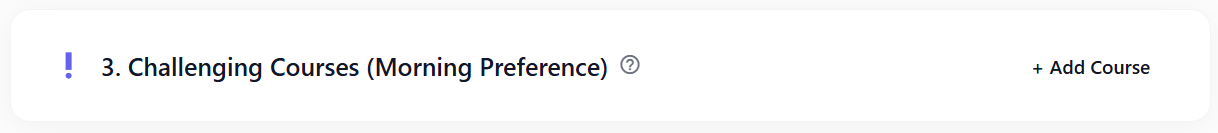 3. Challenging Courses (Morning Preference) ? + Add Course